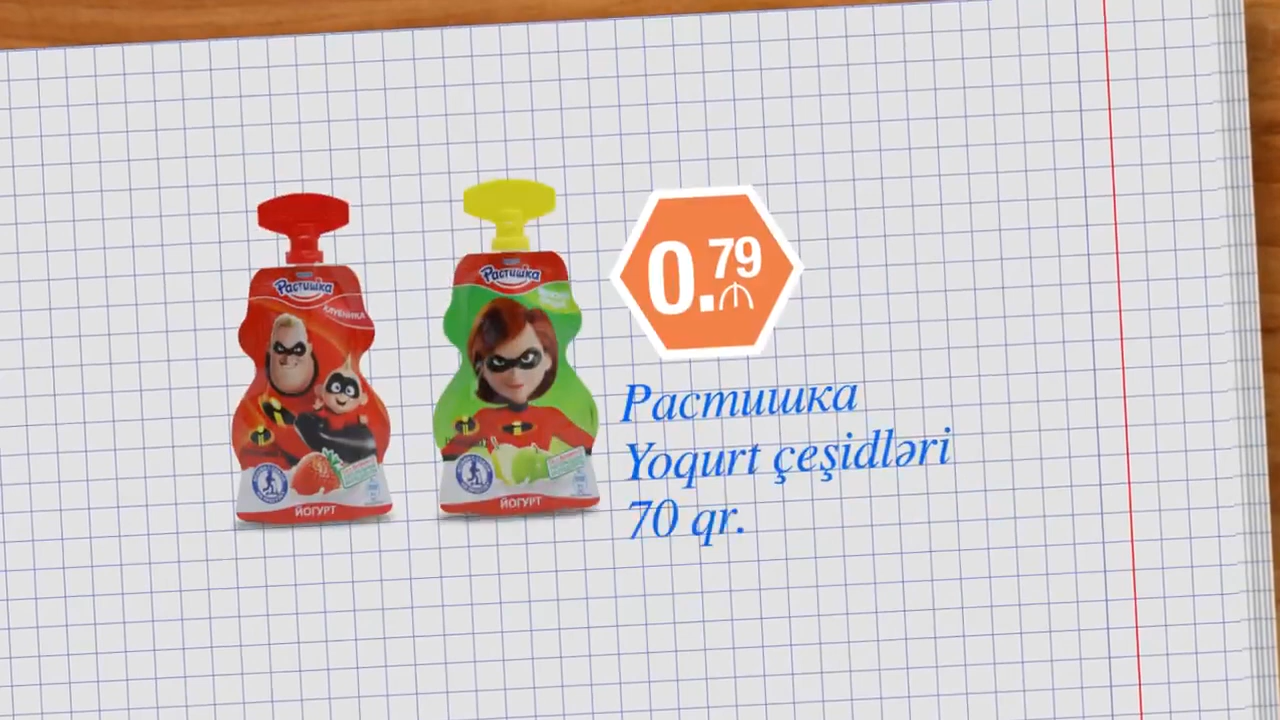 Растишка
КЛУБНИКА
ЙОГУРТ
Растишка
ЙОГУРТ
0.79 ₼
Растишка
Yoqurt çeşidləri
70 qr.